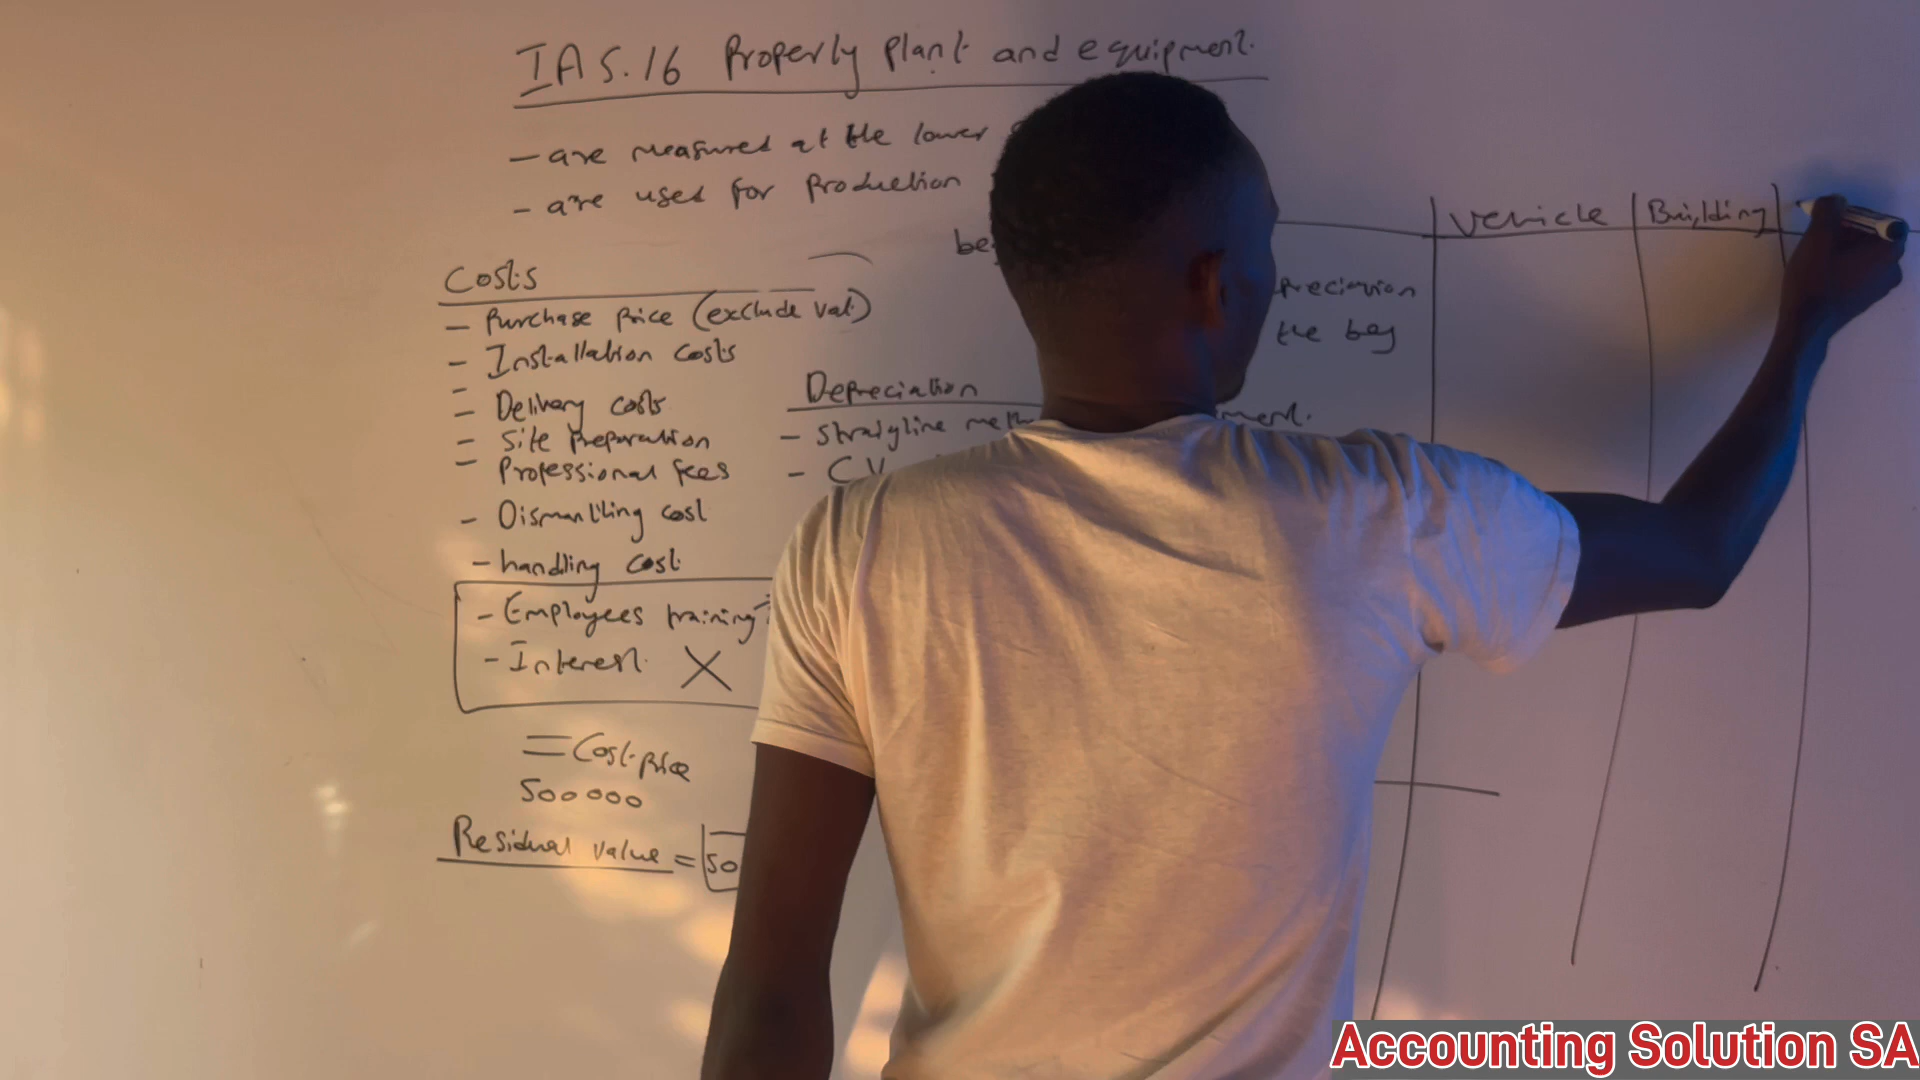 IAS.16 Property plant and equipment.
- are measured at the lower
- are used for production
be
Costs
- Purchase price (exclude vat)
- Installation costs
- Delivery costs
- Site preparation
- Professional fees
- Dismantling cost
- handling cost
- Employees training
- Interest. X
= Cost price
500 000
Residual value = 50
Depreciation
- straigline meth
- CV
vehicle Building
preciation
the beg
ment.
Accounting Solution SA